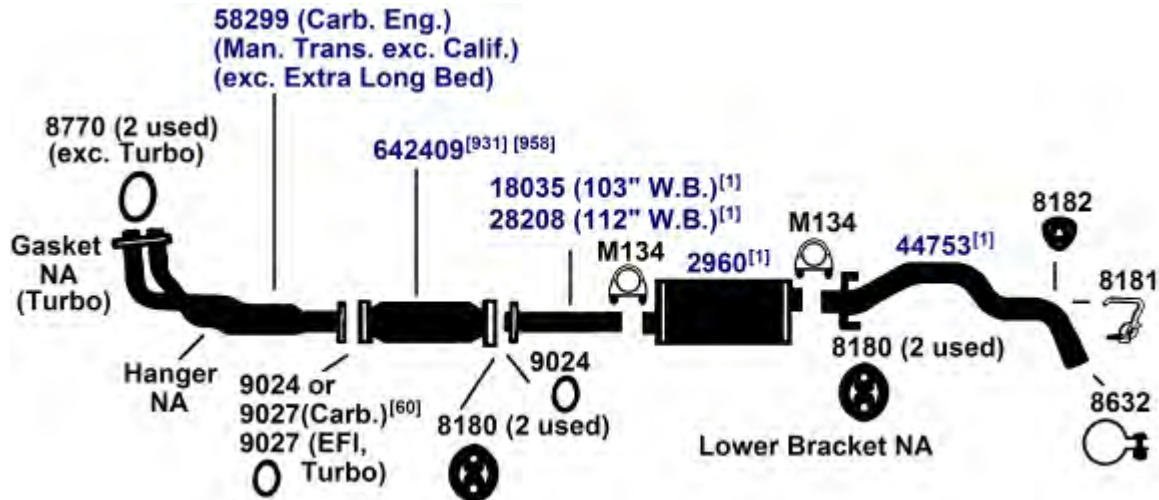 58299 (Carb. Eng.)
(Man. Trans. exc. Calif.)
(exc. Extra Long Bed)
8770 (2 used)
(exc. Turbo)
642409[931] [958]
18035 (103" W.B.)[1]
28208 (112" W.B.)[1]
M134
2960[1]
M134
44753[1]
8182
8181
Gasket
NA
(Turbo)
Hanger
NA
9024 or
9027(Carb.)[60]
9027 (EFI,
Turbo)
8180 (2 used)
9024
8180 (2 used)
Lower Bracket NA
8632